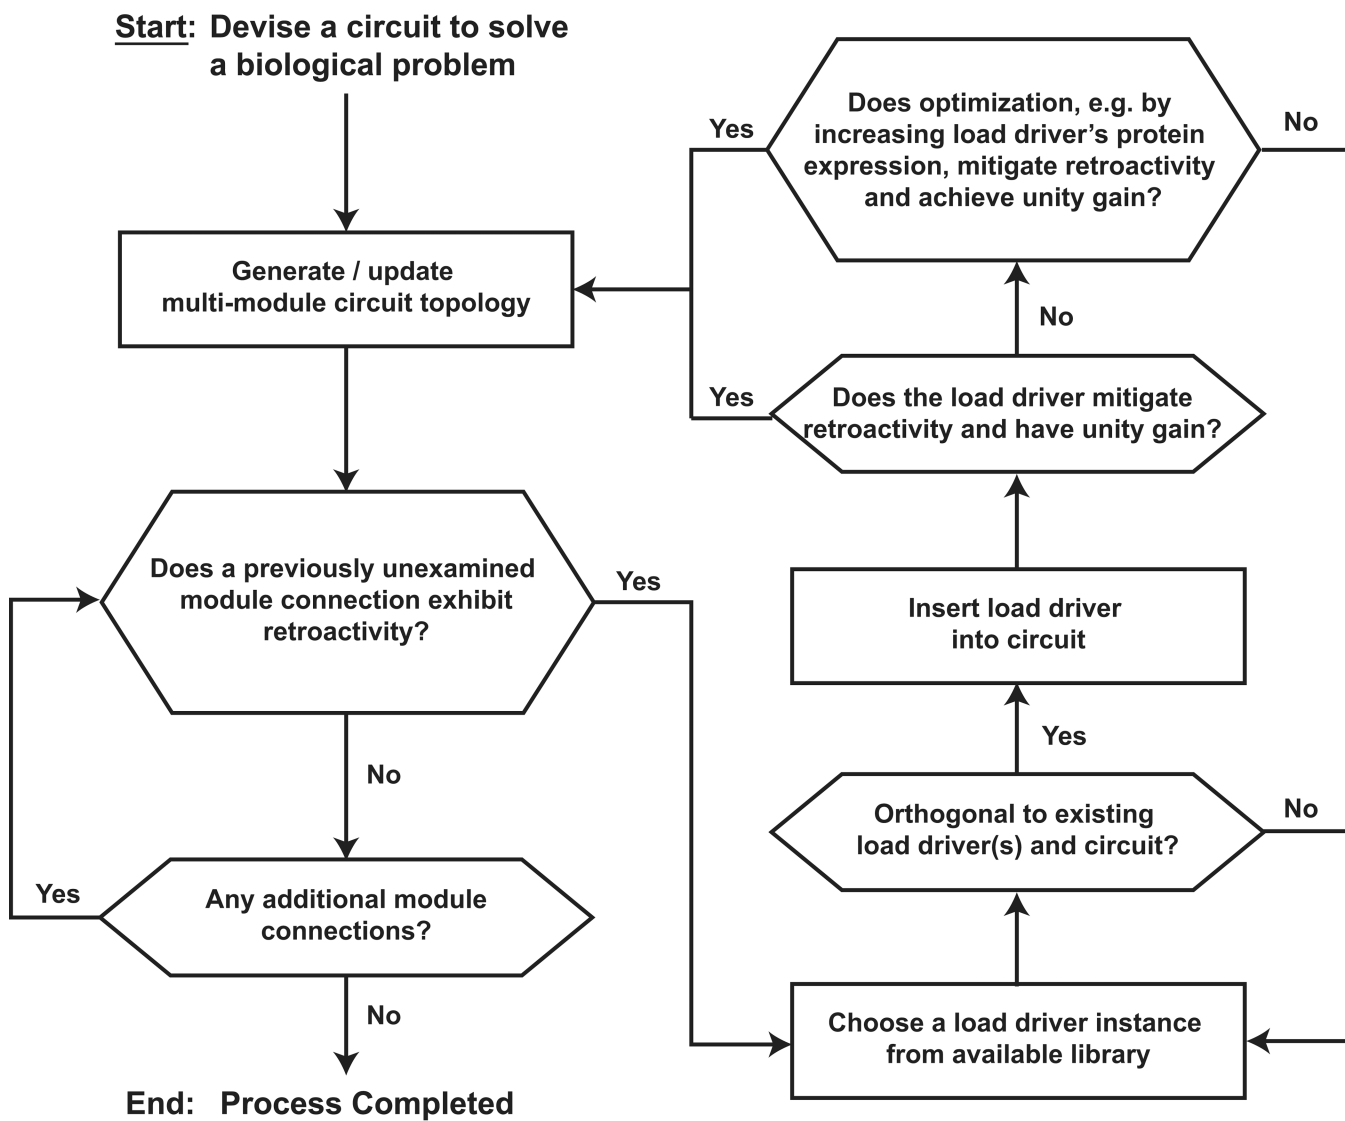 Start: Devise a circuit to solve
a biological problem
Generate / update
multi-module circuit topology
Does a previously unexamined
module connection exhibit
retroactivity?
Yes
No
Any additional module
connections?
Yes
No
End: Process Completed
Does optimization, e.g. by
increasing load driver’s protein
expression, mitigate retroactivity
and achieve unity gain?
Yes
No
No
Does the load driver mitigate
retroactivity and have unity gain?
Yes
Insert load driver
into circuit
Yes
Orthogonal to existing
load driver(s) and circuit?
No
Choose a load driver instance
from available library